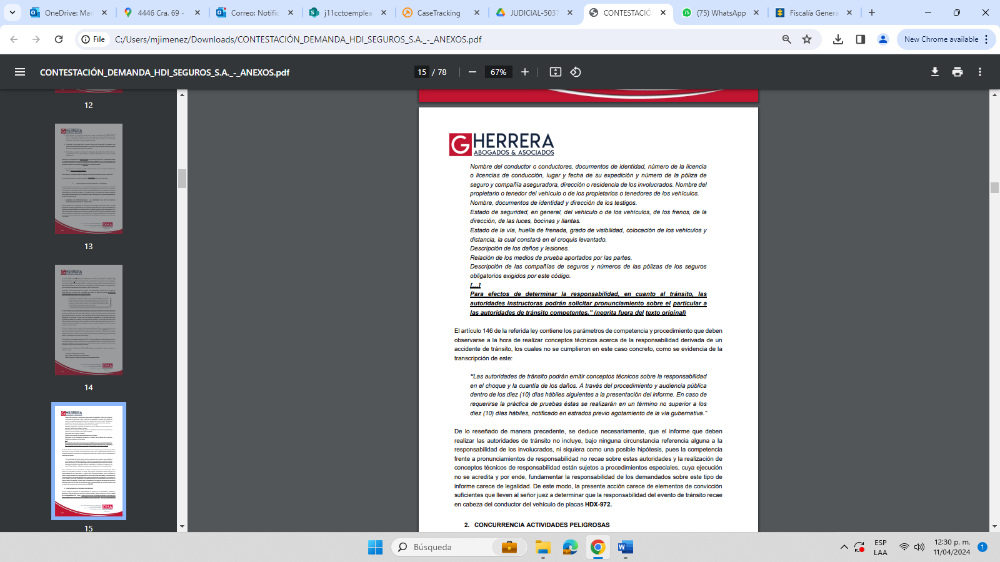 OneDrive: Man
4446 Cra. 69 -
Correo: Notific
j11cctoemplea
CaseTracking
JUDICIAL-5037
CONTESTACIÓ
(75) WhatsApp
75
Fiscalía Genera
File
C:/Users/mjimenez/Downloads/CONTESTACIÓN_DEMANDA_HDI_SEGUROS_S.A._-_ANEXOS.pdf
New Chrome available
CONTESTACIÓN_DEMANDA_HDI_SEGUROS_S.A._-_ANEXOS.pdf
15 / 78
67%
12
13
14
15
G HERRERA
ABOGADOS & ASOCIADOS
Nombre del conductor o conductores, documentos de identidad, número de la licencia
o licencias de conducción, lugar y fecha de su expedición y número de la póliza de
seguro y compañía aseguradora, dirección o residencia de los involucrados. Nombre del
propietario o tenedor del vehículo o de los propietarios o tenedores de los vehículos.
Nombre, documentos de identidad y dirección de los testigos.
Estado de seguridad, en general, del vehículo o de los vehículos, de los frenos, de la
dirección, de las luces, bocinas y llantas.
Estado de la vía, huella de frenada, grado de visibilidad, colocación de los vehículos y
distancia, la cual constará en el croquis levantado.
Descripción de los daños y lesiones.
Relación de los medios de prueba aportados por las partes.
Descripción de las compañías de seguros y números de las pólizas de los seguros
obligatorios exigidos por este código.
[…]
Para efectos de determinar la responsabilidad, en cuanto al tránsito, las
autoridades instructoras podrán solicitar pronunciamiento sobre el particular a
las autoridades de tránsito competentes.” (negrita fuera del texto original)
El artículo 146 de la referida ley contiene los parámetros de competencia y procedimiento que deben
observarse a la hora de realizar conceptos técnicos acerca de la responsabilidad derivada de un
accidente de tránsito, los cuales no se cumplieron en este caso concreto, como se evidencia de la
transcripción de este:
“Las autoridades de tránsito podrán emitir conceptos técnicos sobre la responsabilidad
en el choque y la cuantía de los daños. A través del procedimiento y audiencia pública
dentro de los diez (10) días hábiles siguientes a la presentación del informe. En caso de
requerirse la práctica de pruebas éstas se realizarán en un término no superior a los
diez (10) días hábiles, notificado en estrados previo agotamiento de la vía gubernativa.”
De lo reseñado de manera precedente, se deduce necesariamente, que el informe que deben
realizar las autoridades de tránsito no incluye, bajo ninguna circunstancia referencia alguna a la
responsabilidad de los involucrados, ni siquiera como una posible hipótesis, pues la competencia
frente a pronunciamientos de responsabilidad no recae sobre estas autoridades y la realización de
conceptos técnicos de responsabilidad están sujetos a procedimientos especiales, cuya ejecución
no se acredita y por ende, fundamentar la responsabilidad de los demandados sobre este tipo de
informe carece de legalidad. De este modo, la presente acción carece de elementos de convicción
suficientes que lleven al señor juez a determinar que la responsabilidad del evento de tránsito recae
en cabeza del conductor del vehículo de placas HDX-972.
2. CONCURRENCIA ACTIVIDADES PELIGROSAS
Búsqueda
ESP
LAA
12:30 p. m.
11/04/2024
1